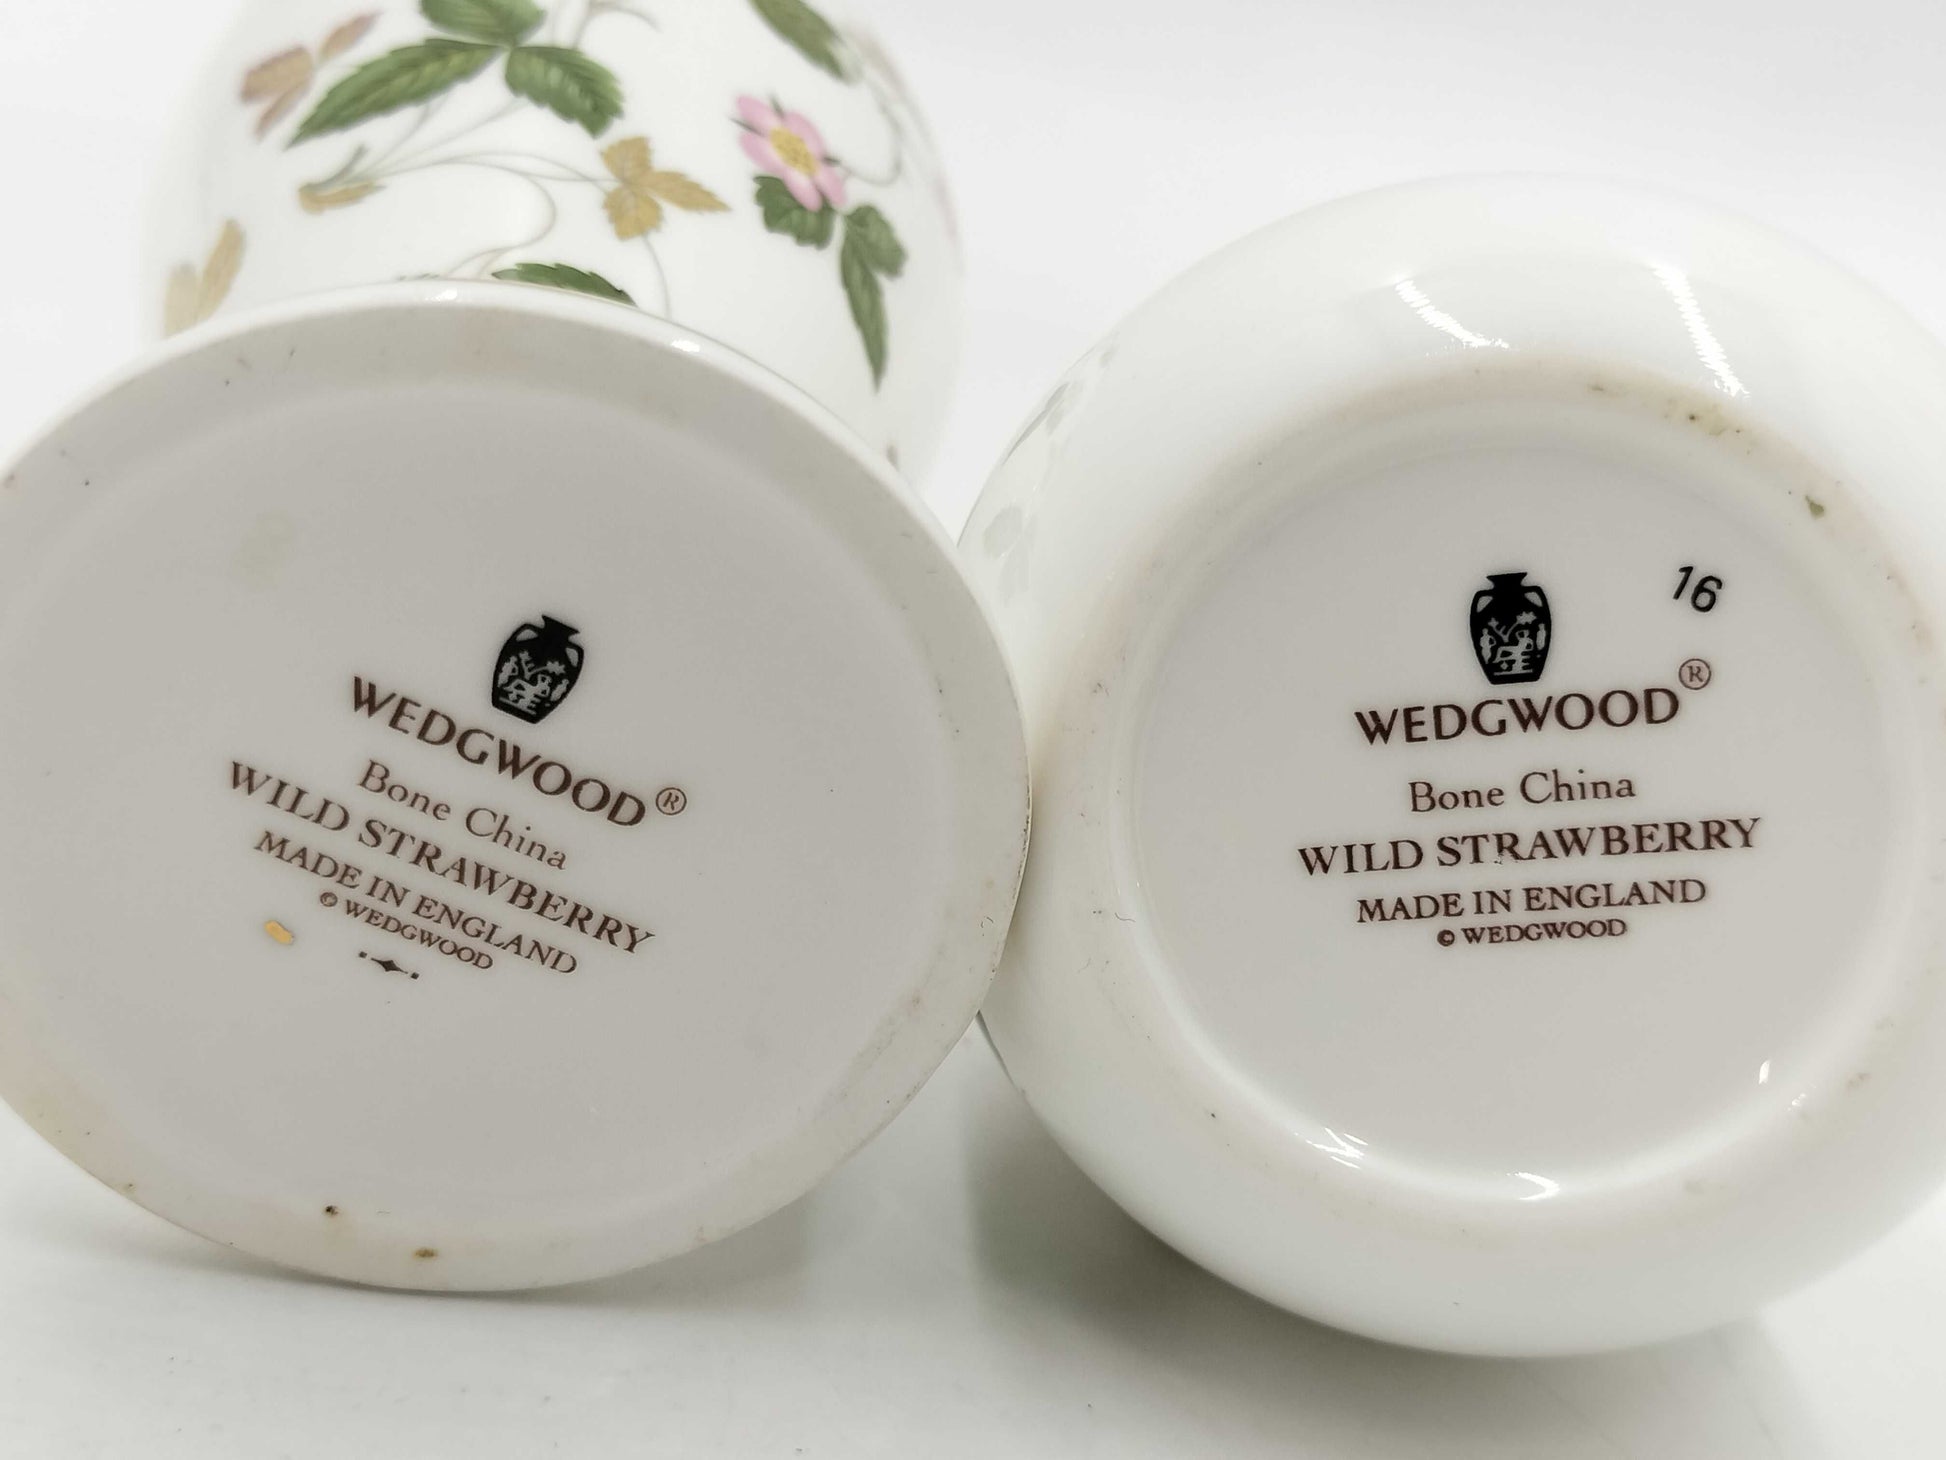 WEDGWOOD®
Bone China
WILD STRAWBERRY
MADE IN ENGLAND
© WEDGWOOD
16
WEDGWOOD®
Bone China
WILD STRAWBERRY
MADE IN ENGLAND
© WEDGWOOD